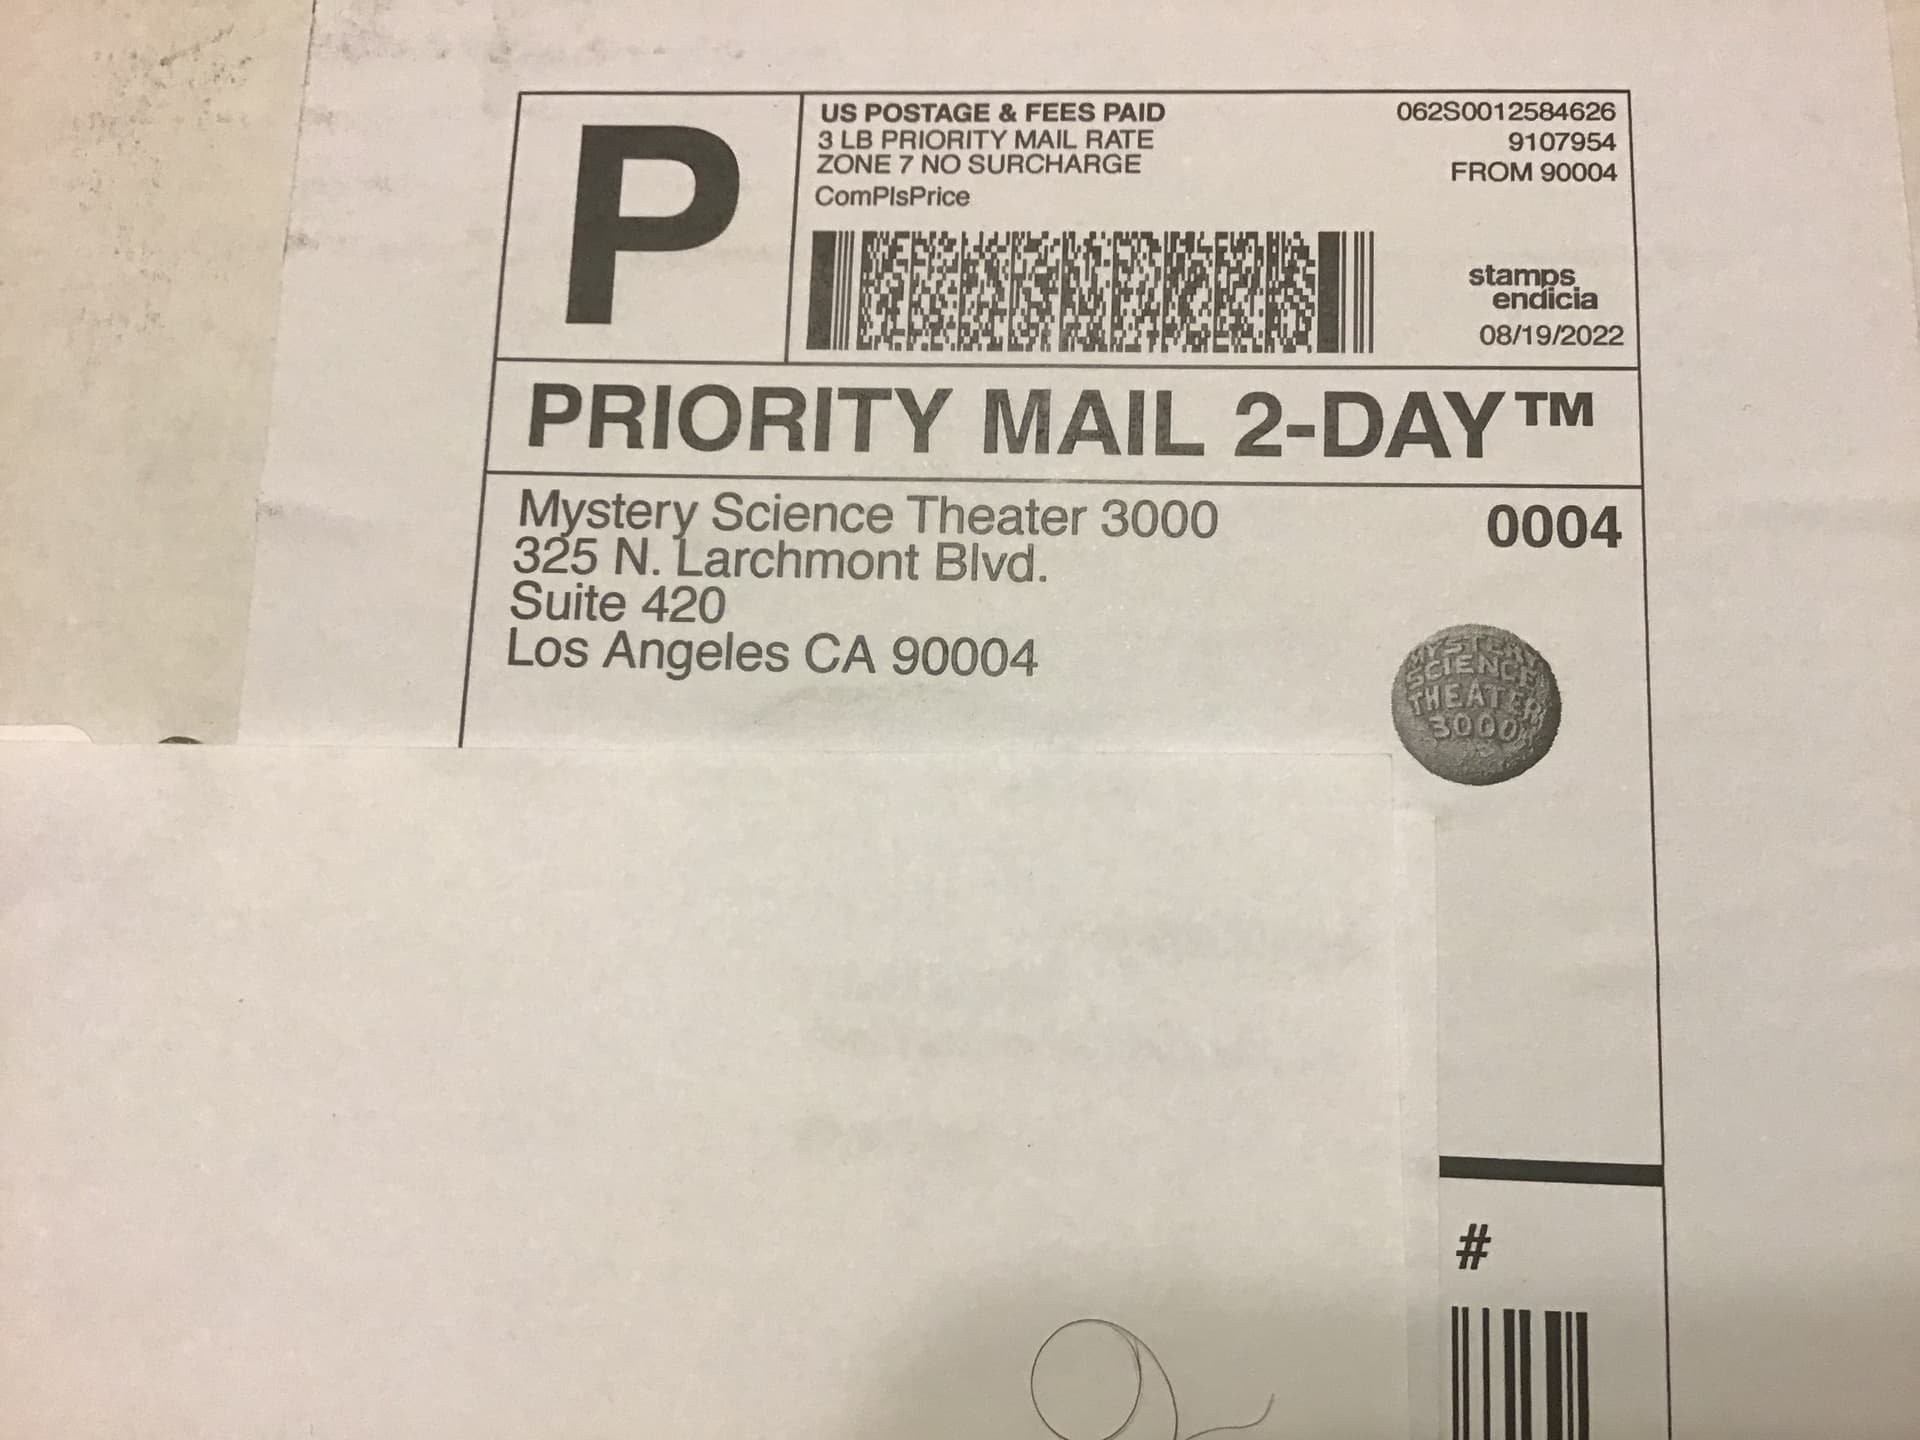 P
US POSTAGE & FEES PAID
3 LB PRIORITY MAIL RATE
ZONE 7 NO SURCHARGE
ComPlsPrice
062S0012584626
9107954
FROM 90004
stamps
endicia
08/19/2022
PRIORITY MAIL 2-DAY™
Mystery Science Theater 3000
325 N. Larchmont Blvd.
Suite 420
Los Angeles CA 90004
0004
MYSTERY
SCIENCE
THEATER
3000
#